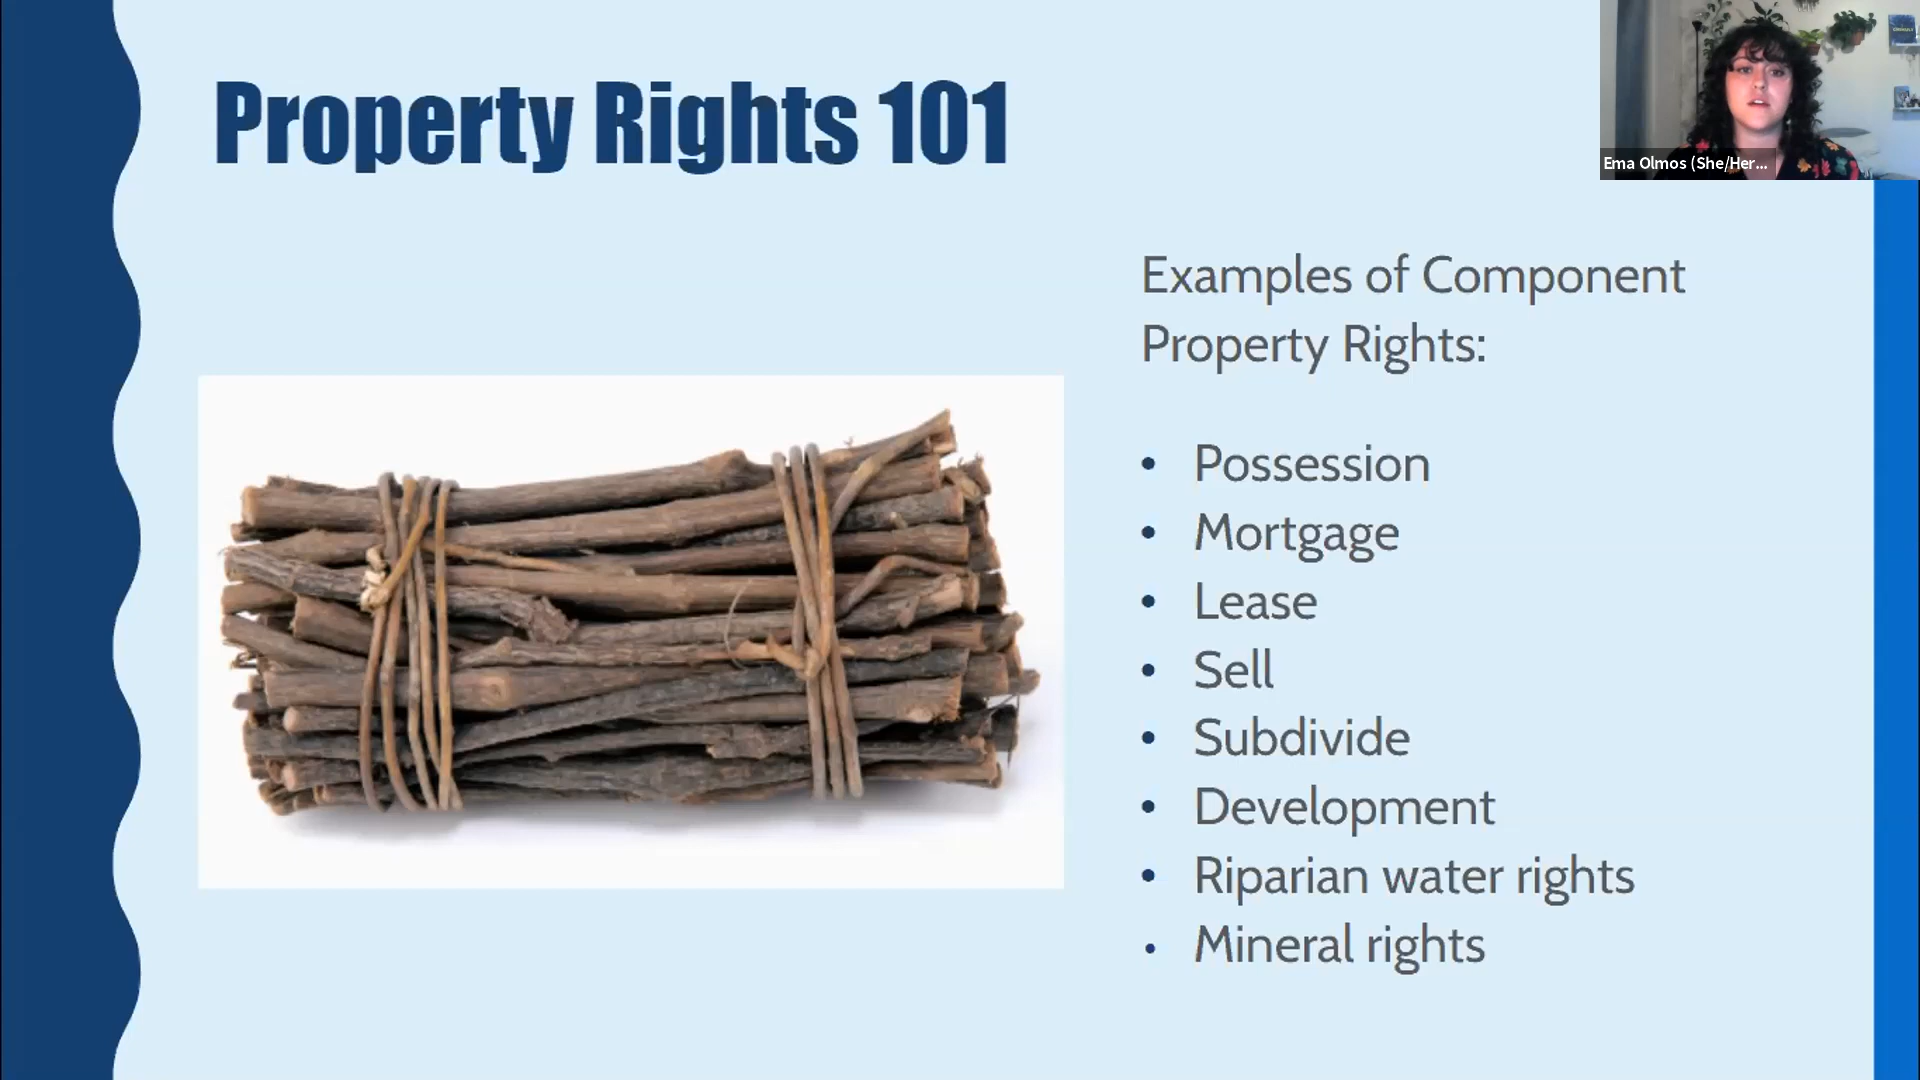 Property Rights 101
Ema Olmos (She/Her...
Examples of Component
Property Rights:
• Possession
• Mortgage
• Lease
• Sell
• Subdivide
• Development
• Riparian water rights
• Mineral rights